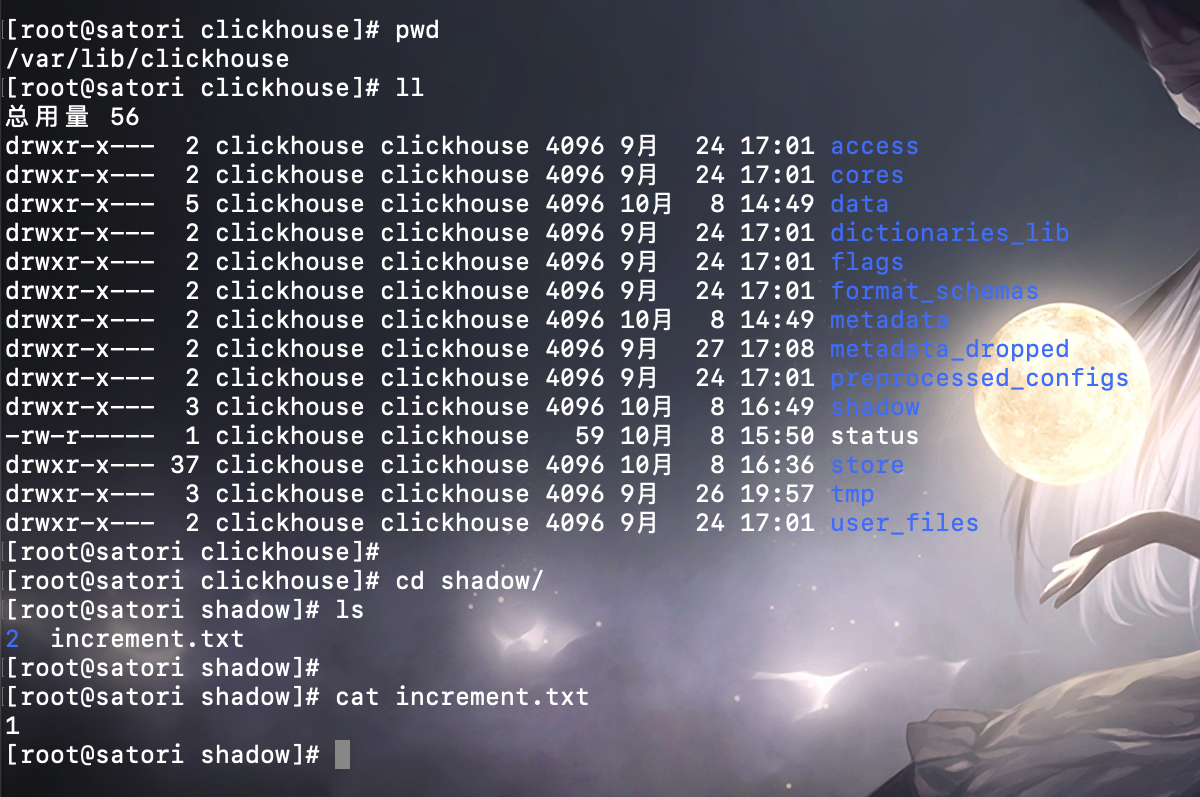 [root@satori clickhouse]# pwd
/var/lib/clickhouse
[root@satori clickhouse]# ll
总用量 56
drwxr-x---  2 clickhouse clickhouse 4096 9月   24 17:01 access
drwxr-x---  2 clickhouse clickhouse 4096 9月   24 17:01 cores
drwxr-x---  5 clickhouse clickhouse 4096 10月   8 14:49 data
drwxr-x---  2 clickhouse clickhouse 4096 9月   24 17:01 dictionaries_lib
drwxr-x---  2 clickhouse clickhouse 4096 9月   24 17:01 flags
drwxr-x---  2 clickhouse clickhouse 4096 9月   24 17:01 format_schemas
drwxr-x---  2 clickhouse clickhouse 4096 10月   8 14:49 metadata
drwxr-x---  2 clickhouse clickhouse 4096 9月   27 17:08 metadata_dropped
drwxr-x---  2 clickhouse clickhouse 4096 9月   24 17:01 preprocessed_configs
drwxr-x---  3 clickhouse clickhouse 4096 10月   8 16:49 shadow
-rw-r-----  1 clickhouse clickhouse   59 10月   8 15:50 status
drwxr-x--- 37 clickhouse clickhouse 4096 10月   8 16:36 store
drwxr-x---  3 clickhouse clickhouse 4096 9月   26 19:57 tmp
drwxr-x---  2 clickhouse clickhouse 4096 9月   24 17:01 user_files
[root@satori clickhouse]#
[root@satori clickhouse]# cd shadow/
[root@satori shadow]# ls
2  increment.txt
[root@satori shadow]#
[root@satori shadow]# cat increment.txt
1
[root@satori shadow]#